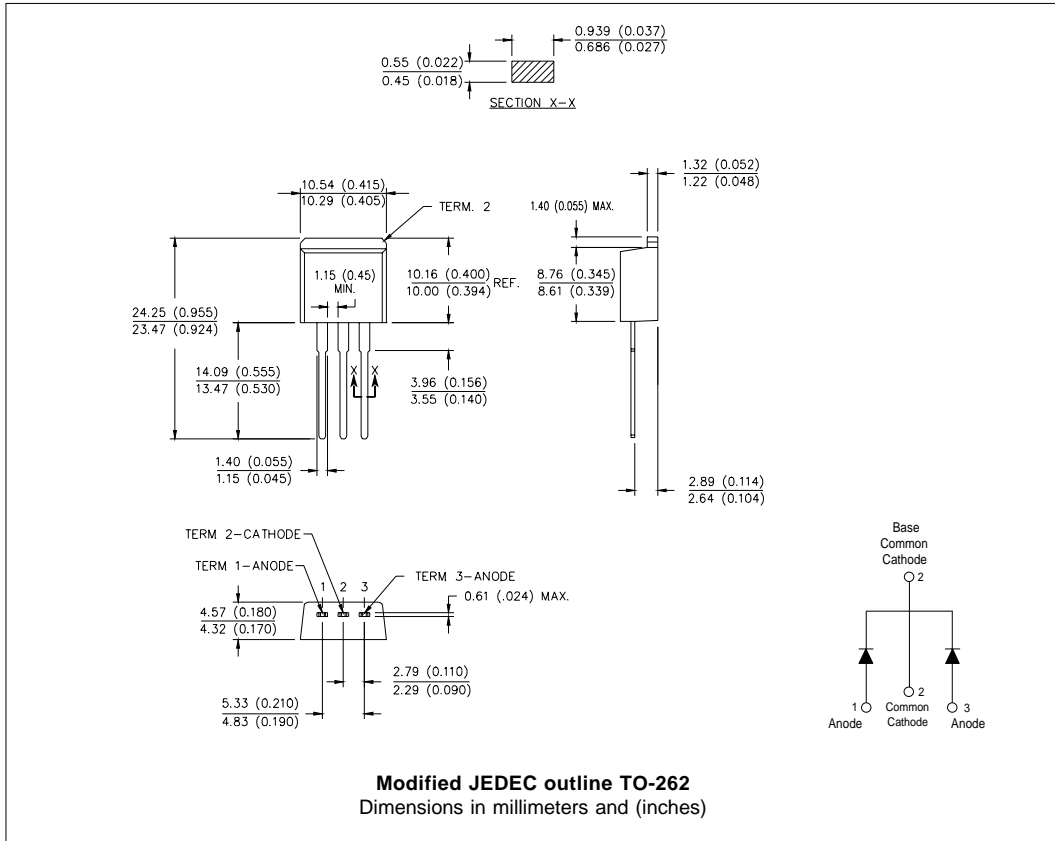 0.939 (0.037)
0.686 (0.027)
0.55 (0.022)
0.45 (0.018)
SECTION X-X
1.32 (0.052)
1.22 (0.048)
10.54 (0.415)
10.29 (0.405)
TERM. 2
1.40 (0.055) MAX.
1.15 (0.45)
MIN.
10.16 (0.400)
10.00 (0.394)
REF.
8.76 (0.345)
8.61 (0.339)
24.25 (0.955)
23.47 (0.924)
14.09 (0.555)
13.47 (0.530)
X X
3.96 (0.156)
3.55 (0.140)
1.40 (0.055)
1.15 (0.045)
2.89 (0.114)
2.64 (0.104)
TERM 2-CATHODE
TERM 1-ANODE
TERM 3-ANODE
1 2 3
0.61 (.024) MAX.
4.57 (0.180)
4.32 (0.170)
2.79 (0.110)
2.29 (0.090)
5.33 (0.210)
4.83 (0.190)
Base
Common
Cathode
2
1
Anode
2
Common
Cathode
3
Anode
Modified JEDEC outline TO-262
Dimensions in millimeters and (inches)